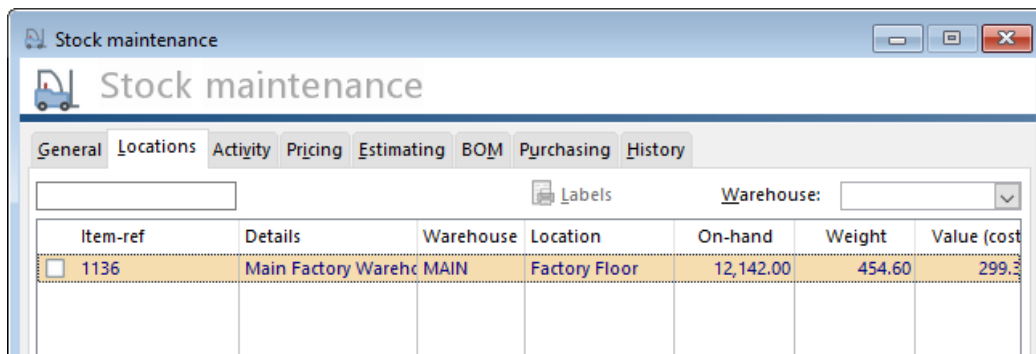 Stock maintenance
Stock maintenance
General Locations Activity Pricing Estimating BOM Purchasing History
Labels Warehouse:
Item-ref Details Warehouse Location On-hand Weight Value (cost
1136 Main Factory Wareho MAIN Factory Floor 12,142.00 454.60 299.3